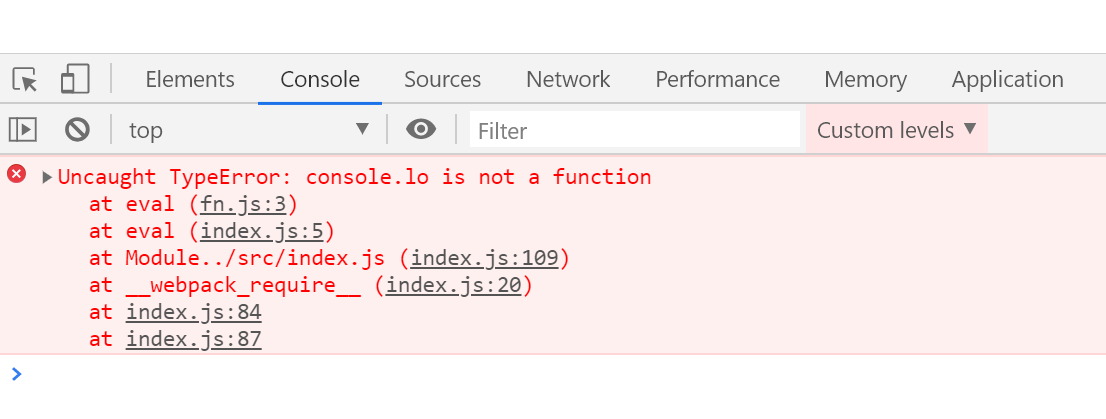 Elements Console Sources Network Performance Memory Application
top Filter Custom levels
Uncaught TypeError: console.lo is not a function
at eval (fn.js:3)
at eval (index.js:5)
at Module../src/index.js (index.js:109)
at __webpack_require__ (index.js:20)
at index.js:84
at index.js:87